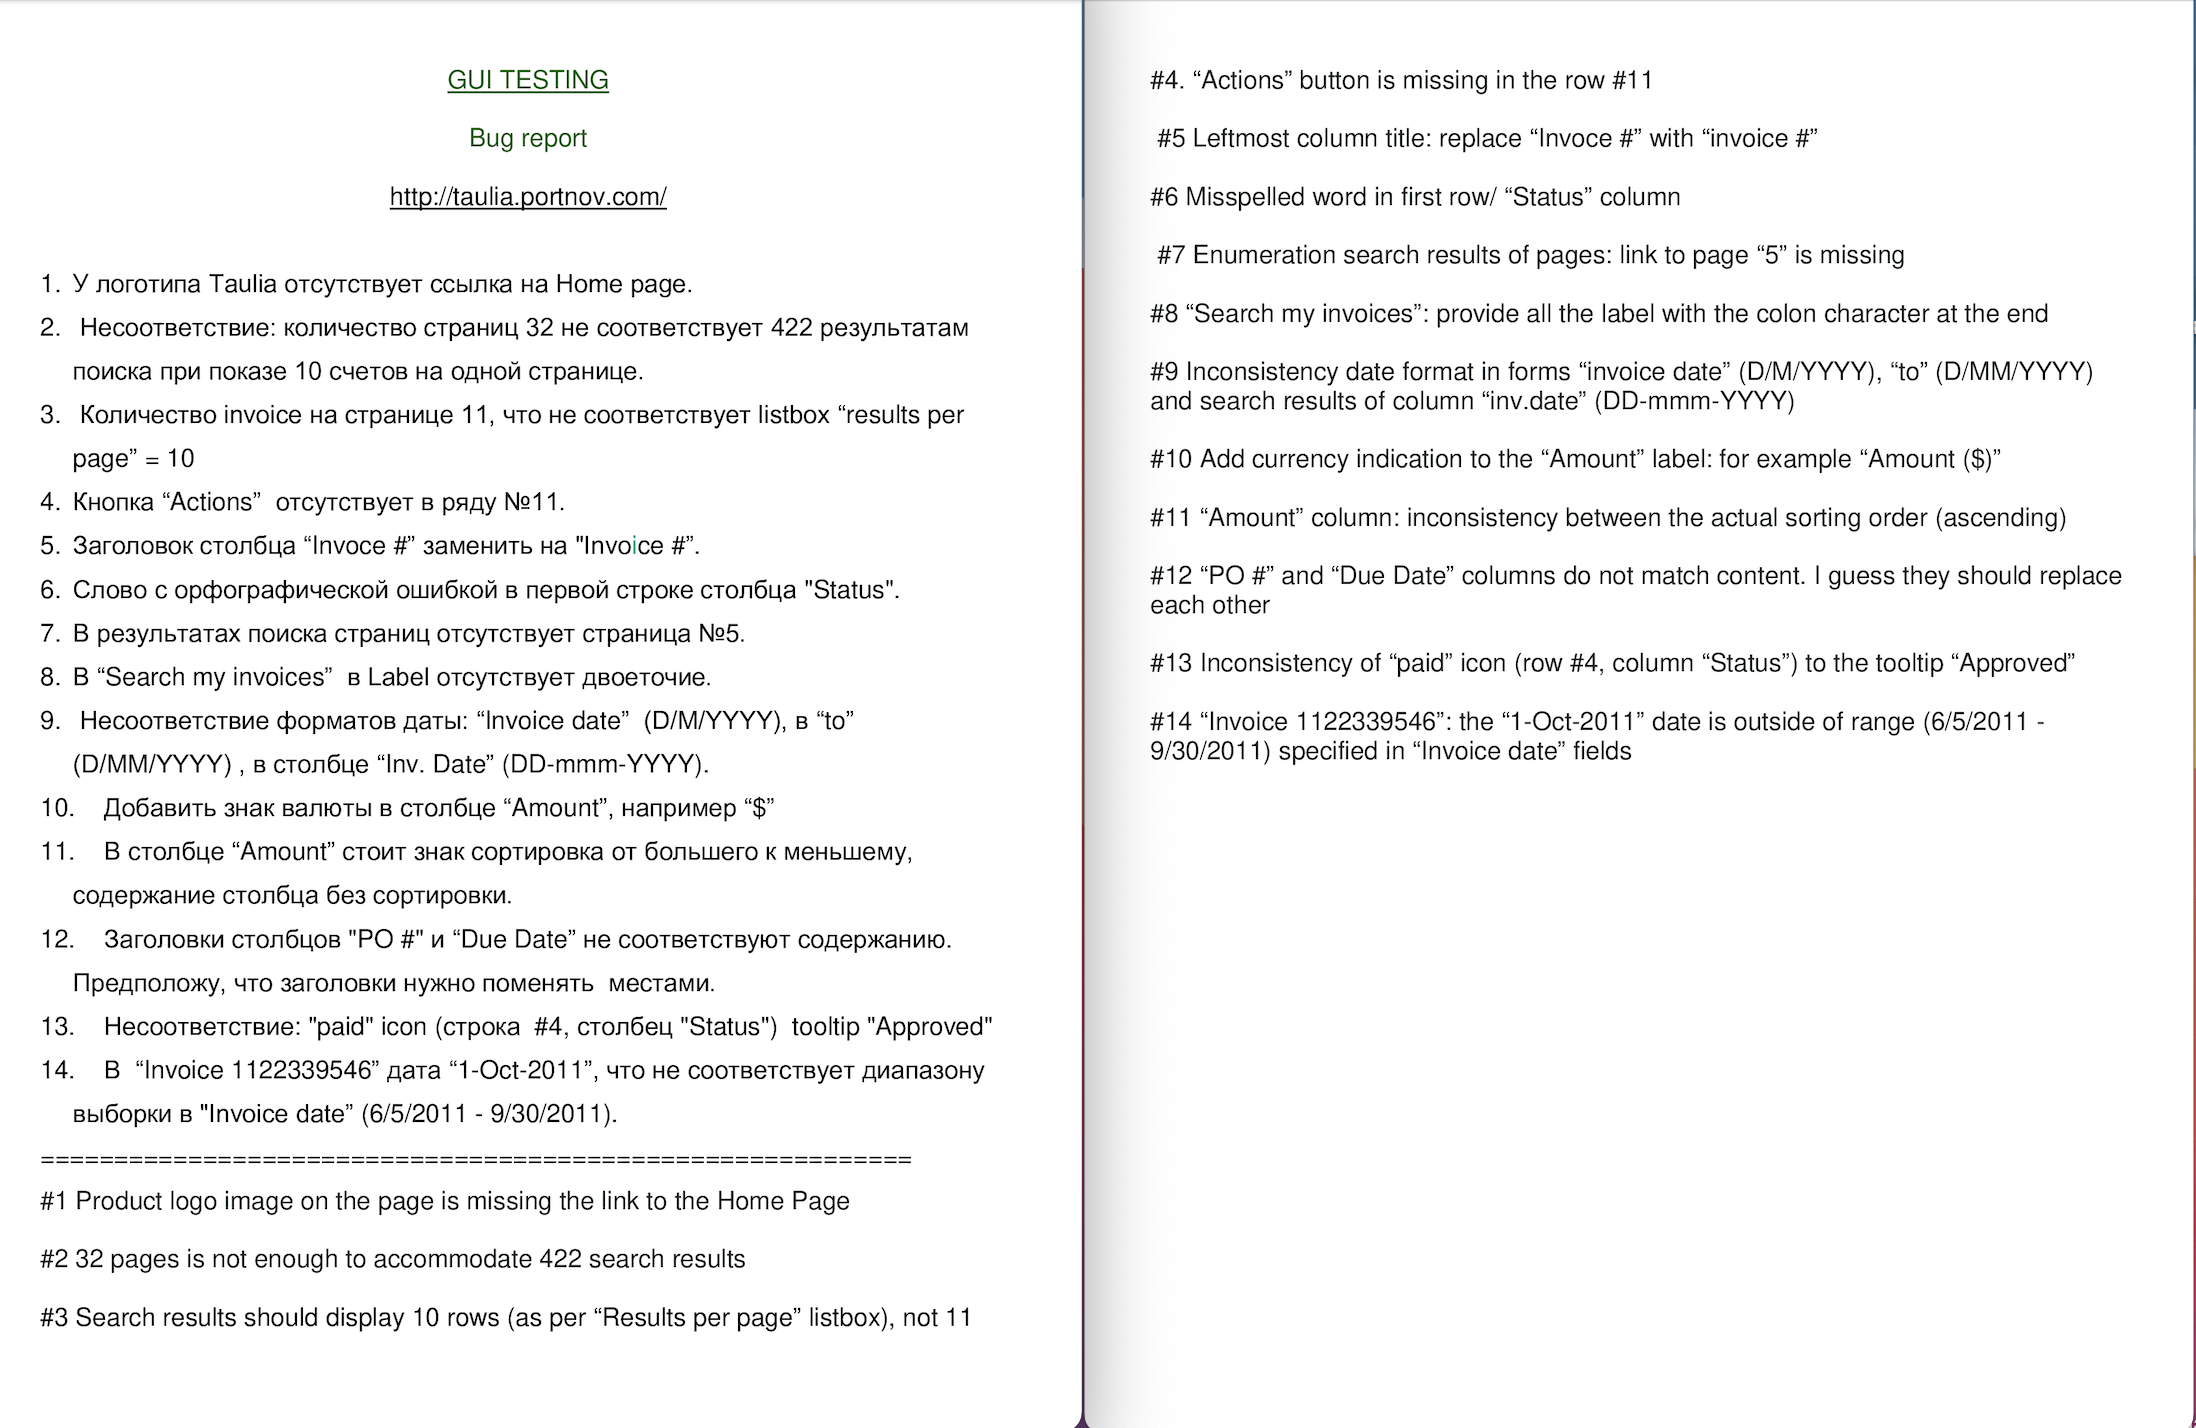 GUI TESTING
Bug report
http://taulia.portnov.com/
1. У логотипа Taulia отсутствует ссылка на Home page.
2. Несоответствие: количество страниц 32 не соответствует 422 результатам
поиска при показе 10 счетов на одной странице.
3. Количество invoice на странице 11, что не соответствует listbox “results per
page” = 10
4. Кнопка “Actions” отсутствует в ряду №11.
5. Заголовок столбца “Invoce #” заменить на "Invoice #”.
6. Слово с орфографической ошибкой в первой строке столбца "Status".
7. В результатах поиска страниц отсутствует страница №5.
8. В “Search my invoices” в Label отсутствует двоеточие.
9. Несоответствие форматов даты: “Invoice date” (D/M/YYYY), в “to”
(D/MM/YYYY) , в столбце “Inv. Date” (DD-mmm-YYYY).
10. Добавить знак валюты в столбце “Amount”, например “$”
11. В столбце “Amount” стоит знак сортировка от большего к меньшему,
содержание столбца без сортировки.
12. Заголовки столбцов "PO #" и “Due Date” не соответствуют содержанию.
Предположу, что заголовки нужно поменять местами.
13. Несоответствие: "paid" icon (строка #4, столбец "Status") tooltip "Approved"
14. В “Invoice 1122339546” дата “1-Oct-2011”, что не соответствует диапазону
выборки в "Invoice date” (6/5/2011 - 9/30/2011).
============================================================
#1 Product logo image on the page is missing the link to the Home Page
#2 32 pages is not enough to accommodate 422 search results
#3 Search results should display 10 rows (as per “Results per page” listbox), not 11
#4. “Actions” button is missing in the row #11
#5 Leftmost column title: replace “Invoce #” with “invoice #”
#6 Misspelled word in first row/ “Status” column
#7 Enumeration search results of pages: link to page “5” is missing
#8 “Search my invoices”: provide all the label with the colon character at the end
#9 Inconsistency date format in forms “invoice date” (D/M/YYYY), “to” (D/MM/YYYY)
and search results of column “inv.date” (DD-mmm-YYYY)
#10 Add currency indication to the “Amount” label: for example “Amount ($)”
#11 “Amount” column: inconsistency between the actual sorting order (ascending)
#12 “PO #” and “Due Date” columns do not match content. I guess they should replace
each other
#13 Inconsistency of “paid” icon (row #4, column “Status”) to the tooltip “Approved”
#14 “Invoice 1122339546”: the “1-Oct-2011” date is outside of range (6/5/2011 -
9/30/2011) specified in “Invoice date” fields